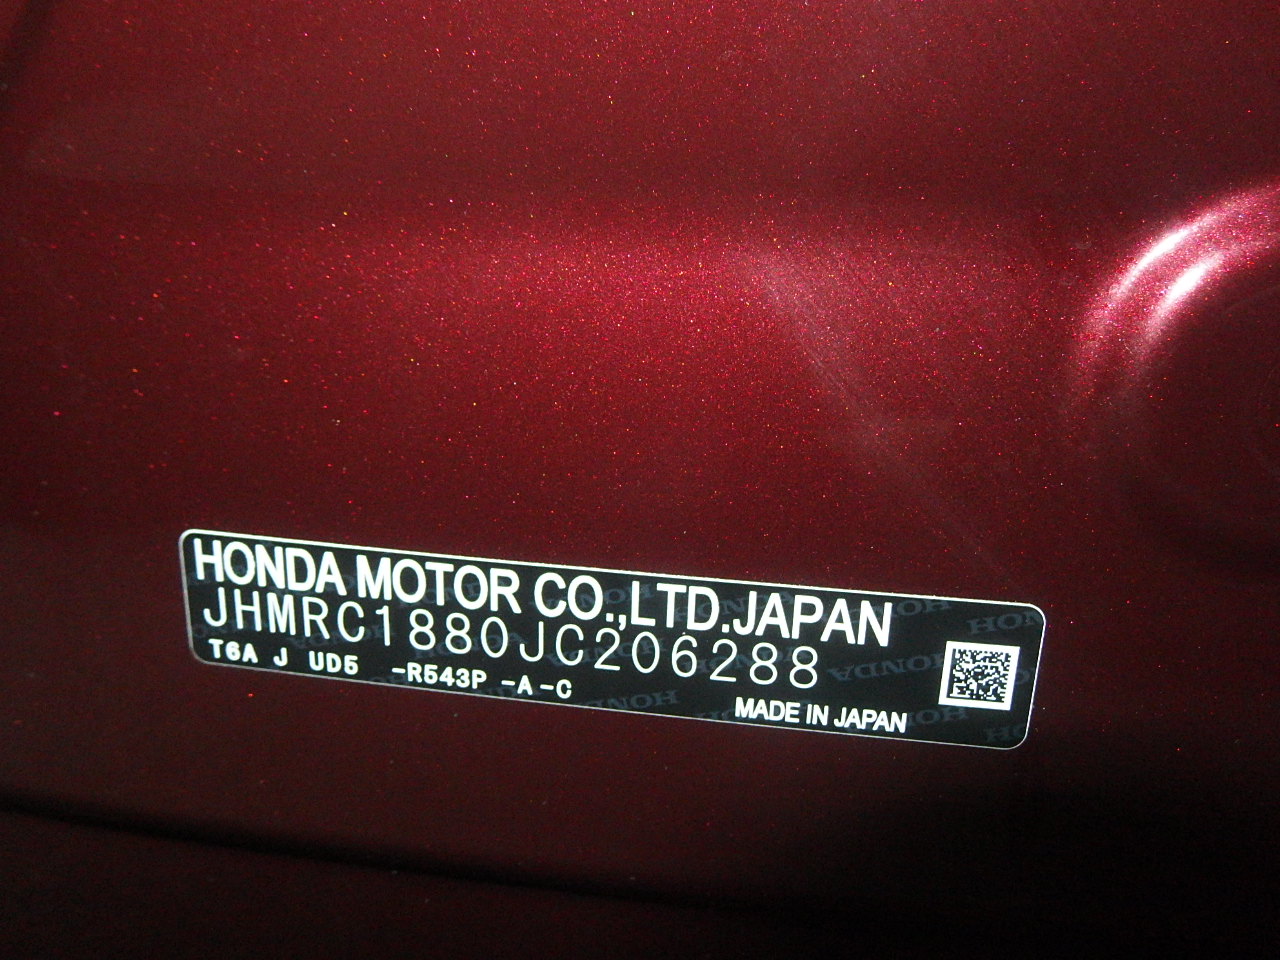 HONDA MOTOR CO.,LTD.JAPAN
JHMRC1880JC206288
T6A J UD5 -R543P -A-C
MADE IN JAPAN